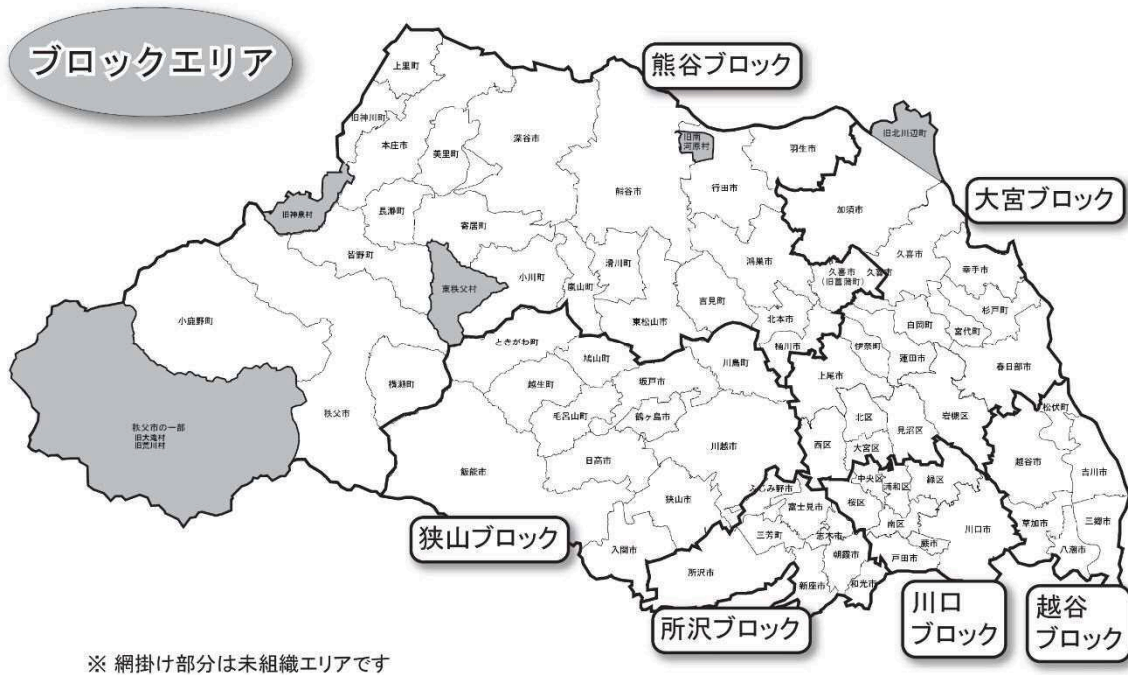 ブロックエリア
熊谷ブロック
大宮ブロック
狭山ブロック
所沢ブロック
川口
ブロック
越谷
ブロック
上里町
旧神川町
本庄市
美里町
深谷市
熊谷市
旧南
河原村
行田市
羽生市
旧北川辺町
加須市
旧神泉村
長瀞町
寄居町
皆野町
東秩父村
小川町
嵐山町
滑川町
東松山市
吉見町
鴻巣市
北本市
桶川市
久喜市
(旧菖蒲町)
久喜市
久喜市
幸手市
杉戸町
宮代町
白岡町
伊奈町
蓮田市
春日部市
上尾市
岩槻区
北区
見沼区
西区
大宮区
小鹿野町
秩父市の一部
旧大滝村
旧荒川村
秩父市
横瀬町
ときがわ町
鳩山町
川島町
越生町
坂戸市
毛呂山町
鶴ヶ島市
川越市
日高市
飯能市
狭山市
入間市
ふじみ野市
富士見市
三芳町
志木市
朝霞市
所沢市
新座市
和光市
中央区
浦和区
緑区
桜区
南区
川口市
蕨市
戸田市
松伏町
越谷市
吉川市
草加市
三郷市
八潮市
※ 網掛け部分は未組織エリアです